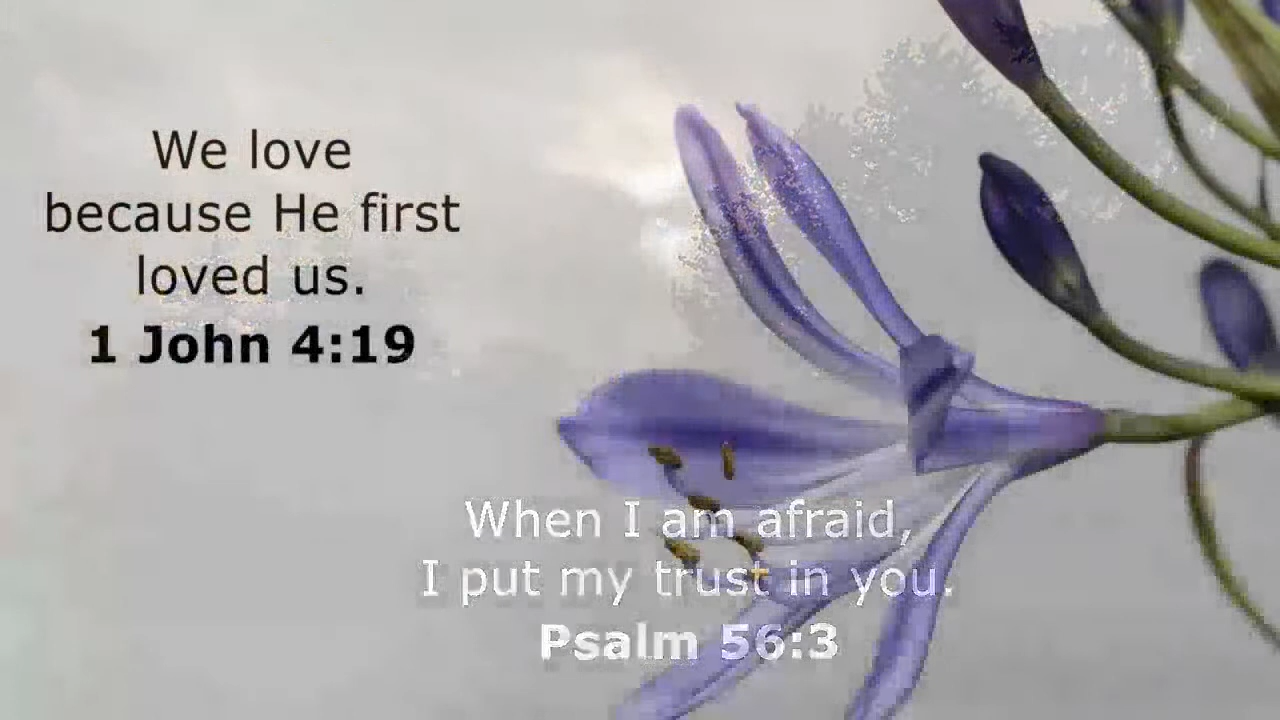 We love
because He first
loved us.
1 John 4:19
When I am afraid,
I put my trust in you.
Psalm 56:3